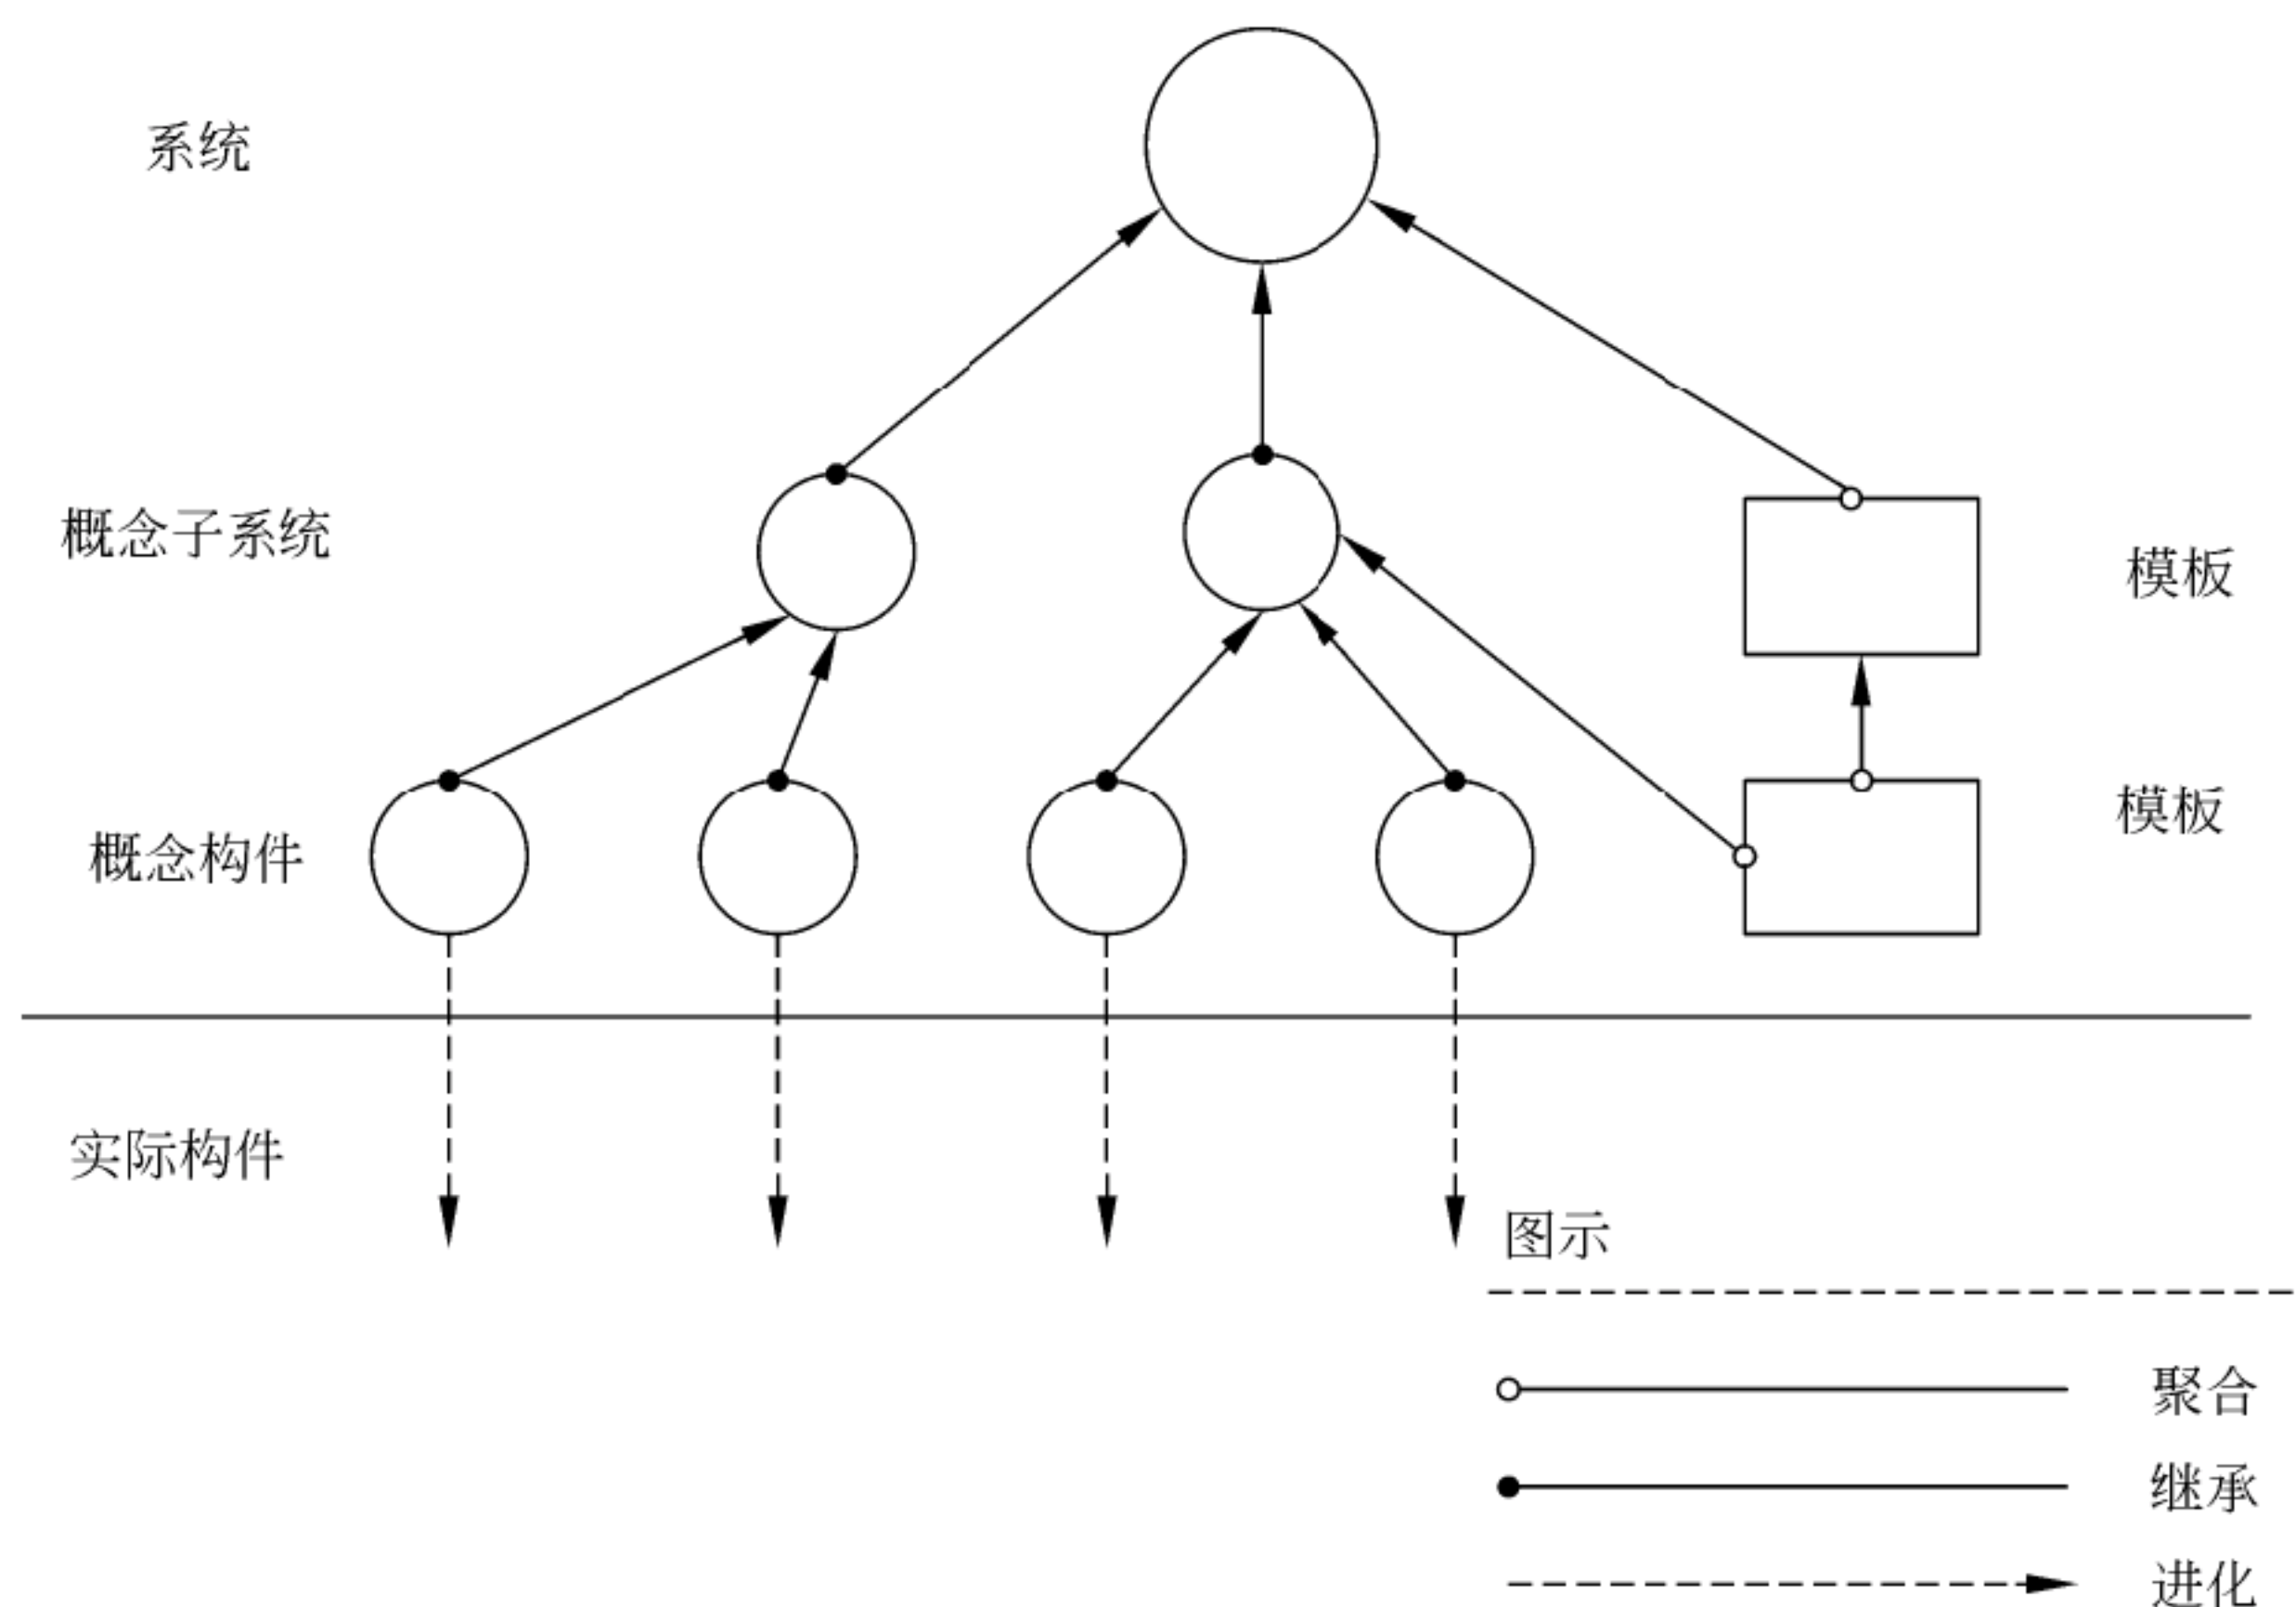 系统
概念子系统
模板
模板
概念构件
实际构件
图示
聚合
继承
进化